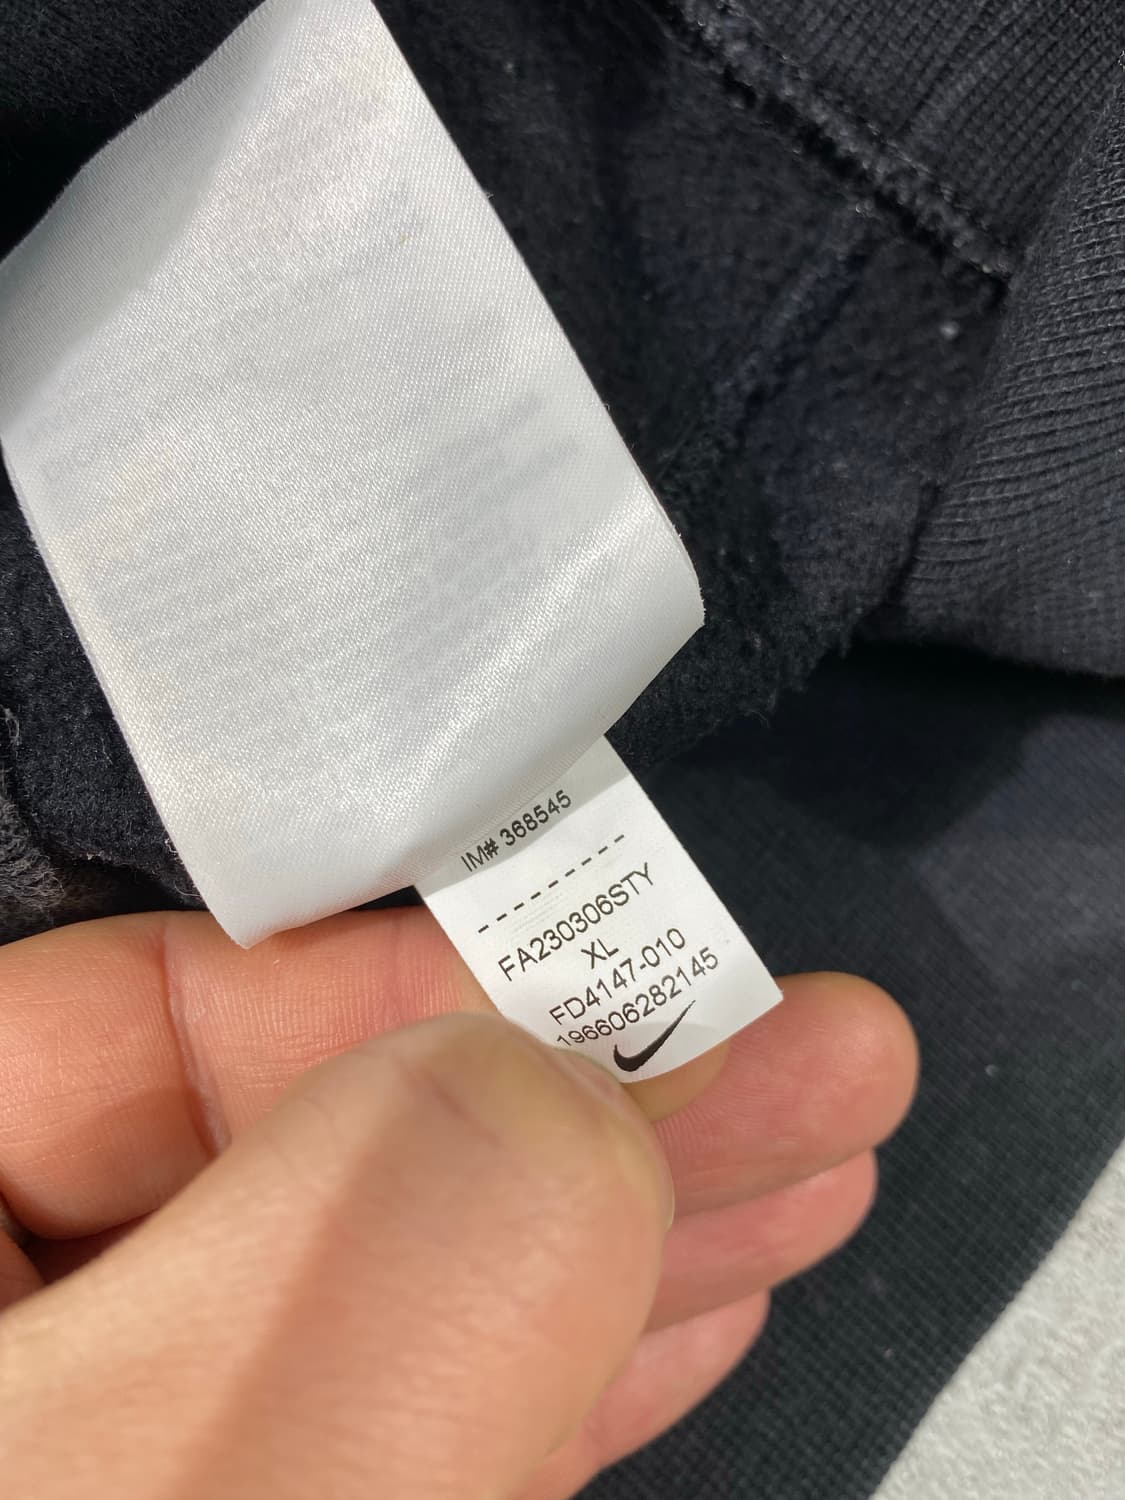 IM# 368545
---------
FA230306STY
XL
FD4147-010
196606282145